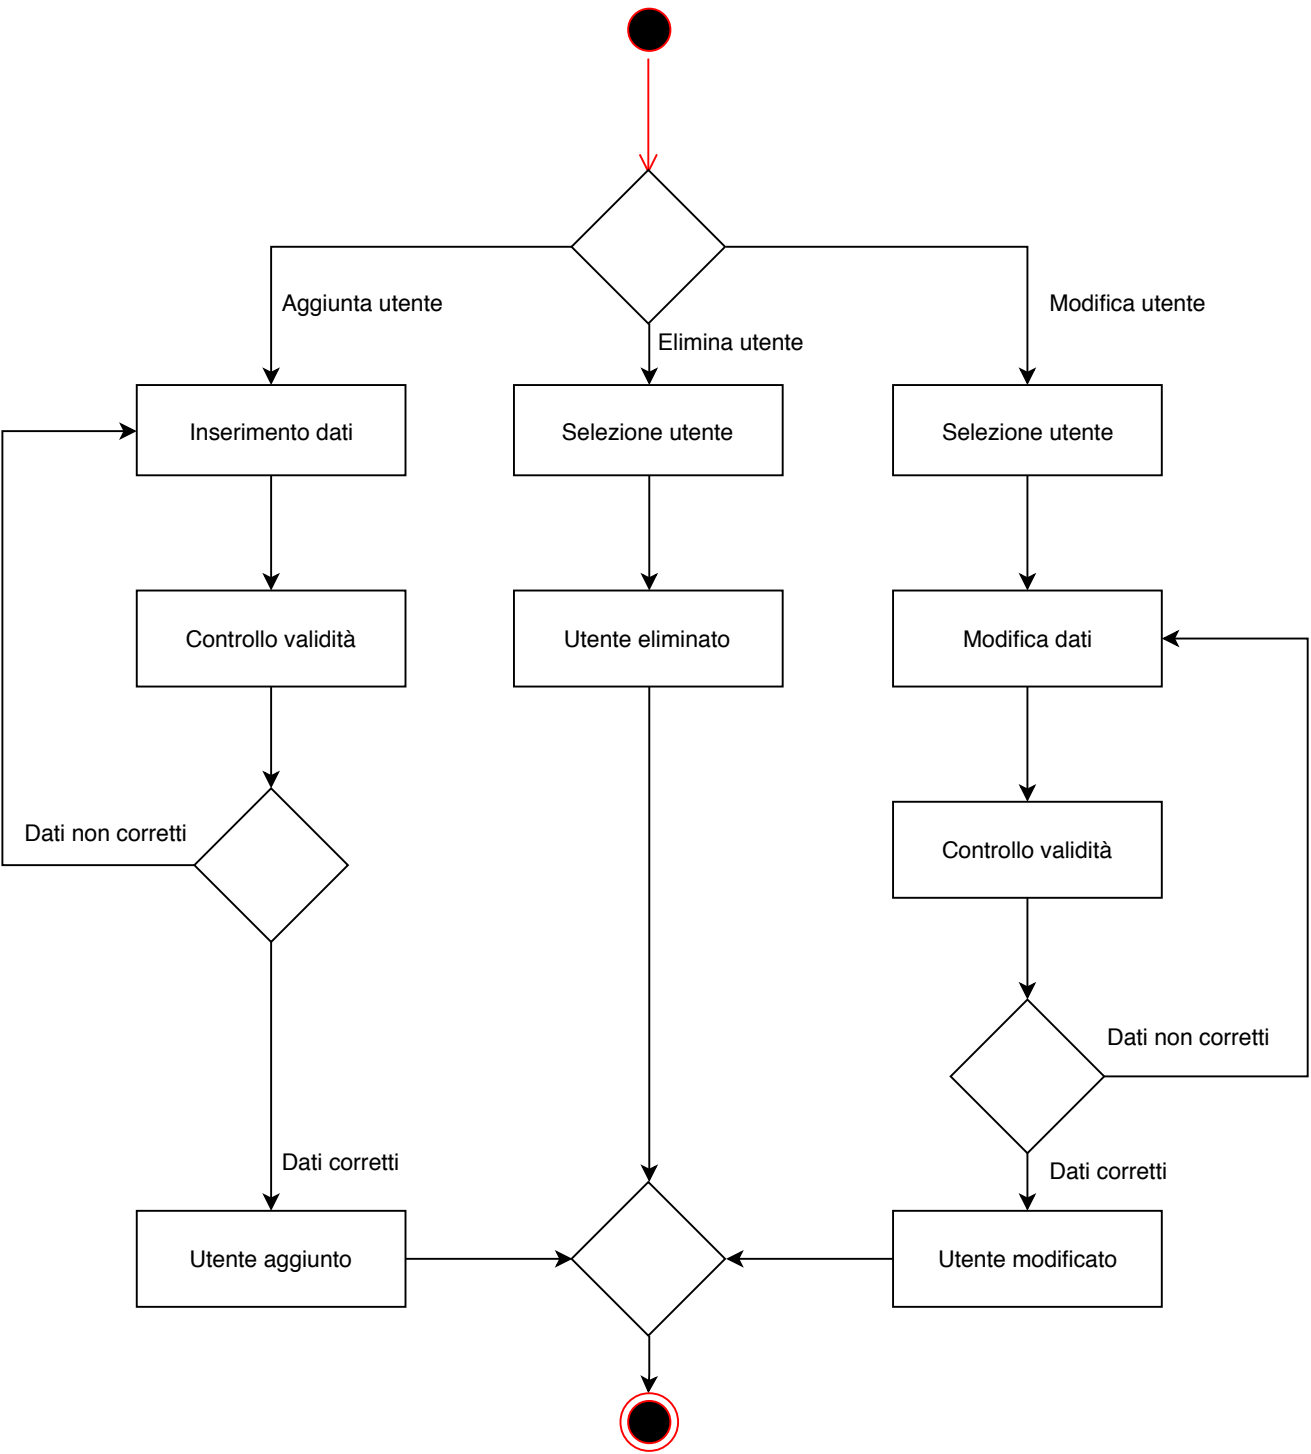 Aggiunta utente
Modifica utente
Elimina utente
Inserimento dati
Selezione utente
Selezione utente
Controllo validità
Utente eliminato
Modifica dati
Dati non corretti
Controllo validità
Dati non corretti
Dati corretti
Dati corretti
Utente aggiunto
Utente modificato